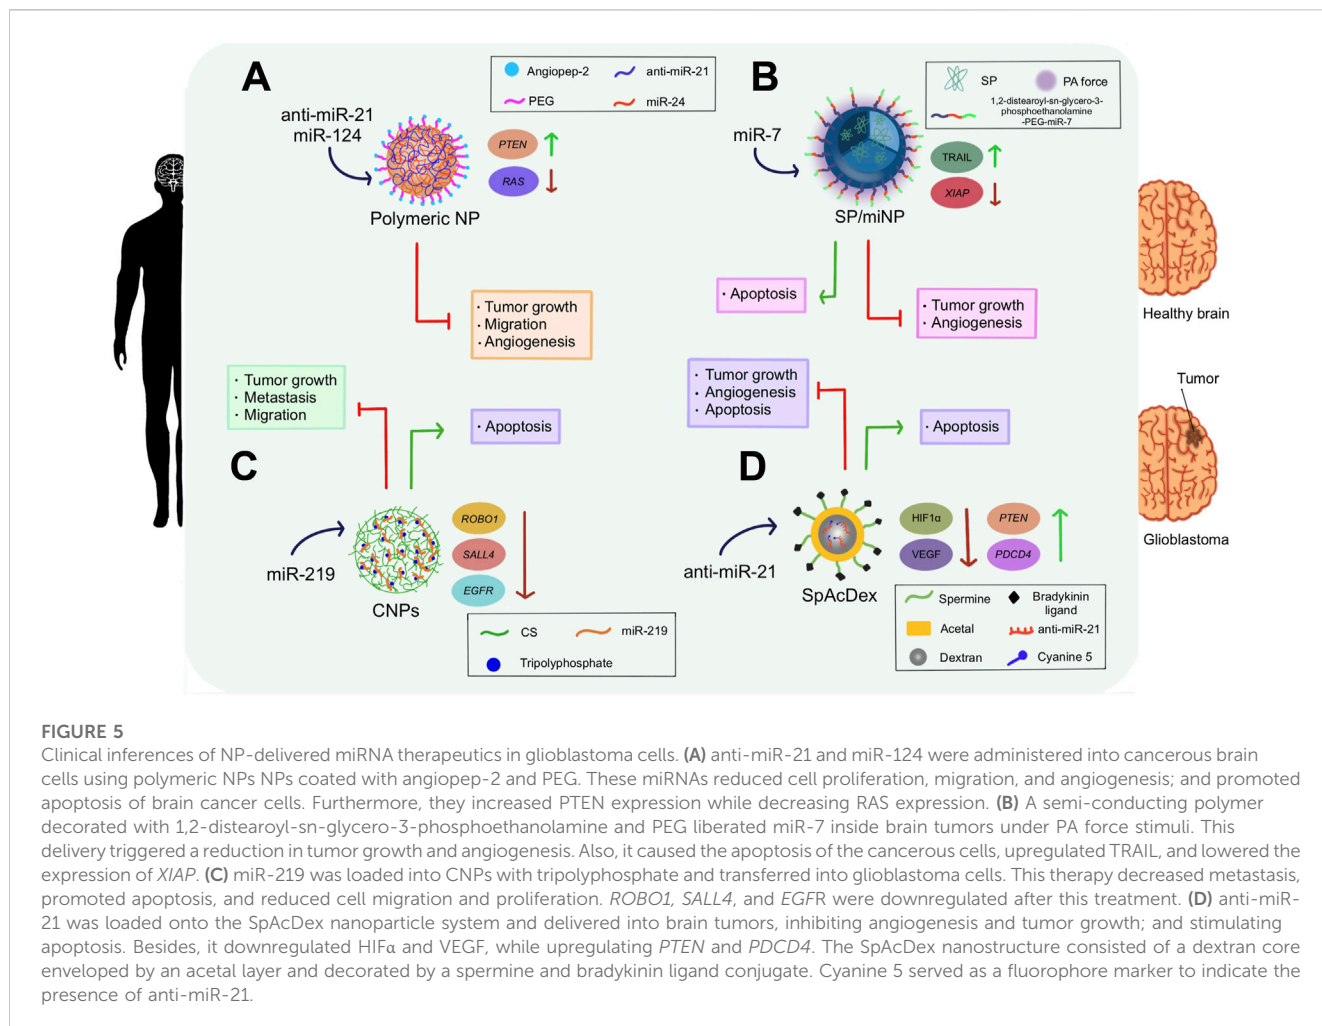 A
Angiopep-2
anti-miR-21
PEG
miR-24
anti-miR-21
miR-124
PTEN
RAS
Polymeric NP
· Tumor growth
· Migration
· Angiogenesis
B
SP
PA force
1,2-distearoyl-sn-glycero-3-
phosphoethanolamine
-PEG-miR-7
miR-7
TRAIL
XIAP
SP/miNP
· Apoptosis
· Tumor growth
· Angiogenesis
Healthy brain
Tumor
Glioblastoma
· Tumor growth
· Metastasis
· Migration
· Apoptosis
C
miR-219
ROBO1
SALL4
EGFR
CNPs
CS
miR-219
Tripolyphosphate
· Tumor growth
· Angiogenesis
· Apoptosis
· Apoptosis
D
anti-miR-21
HIF1α
PTEN
VEGF
PDCD4
SpAcDex
Spermine
Bradykinin
ligand
Acetal
anti-miR-21
Dextran
Cyanine 5
FIGURE 5
Clinical inferences of NP-delivered miRNA therapeutics in glioblastoma cells. (A) anti-miR-21 and miR-124 were administered into cancerous brain
cells using polymeric NPs NPs coated with angiopep-2 and PEG. These miRNAs reduced cell proliferation, migration, and angiogenesis; and promoted
apoptosis of brain cancer cells. Furthermore, they increased PTEN expression while decreasing RAS expression. (B) A semi-conducting polymer
decorated with 1,2-distearoyl-sn-glycero-3-phosphoethanolamine and PEG liberated miR-7 inside brain tumors under PA force stimuli. This
delivery triggered a reduction in tumor growth and angiogenesis. Also, it caused the apoptosis of the cancerous cells, upregulated TRAIL, and lowered the
expression of XIAP. (C) miR-219 was loaded into CNPs with tripolyphosphate and transferred into glioblastoma cells. This therapy decreased metastasis,
promoted apoptosis, and reduced cell migration and proliferation. ROBO1, SALL4, and EGFR were downregulated after this treatment. (D) anti-miR-
21 was loaded onto the SpAcDex nanoparticle system and delivered into brain tumors, inhibiting angiogenesis and tumor growth; and stimulating
apoptosis. Besides, it downregulated HIFα and VEGF, while upregulating PTEN and PDCD4. The SpAcDex nanostructure consisted of a dextran core
enveloped by an acetal layer and decorated by a spermine and bradykinin ligand conjugate. Cyanine 5 served as a fluorophore marker to indicate the
presence of anti-miR-21.